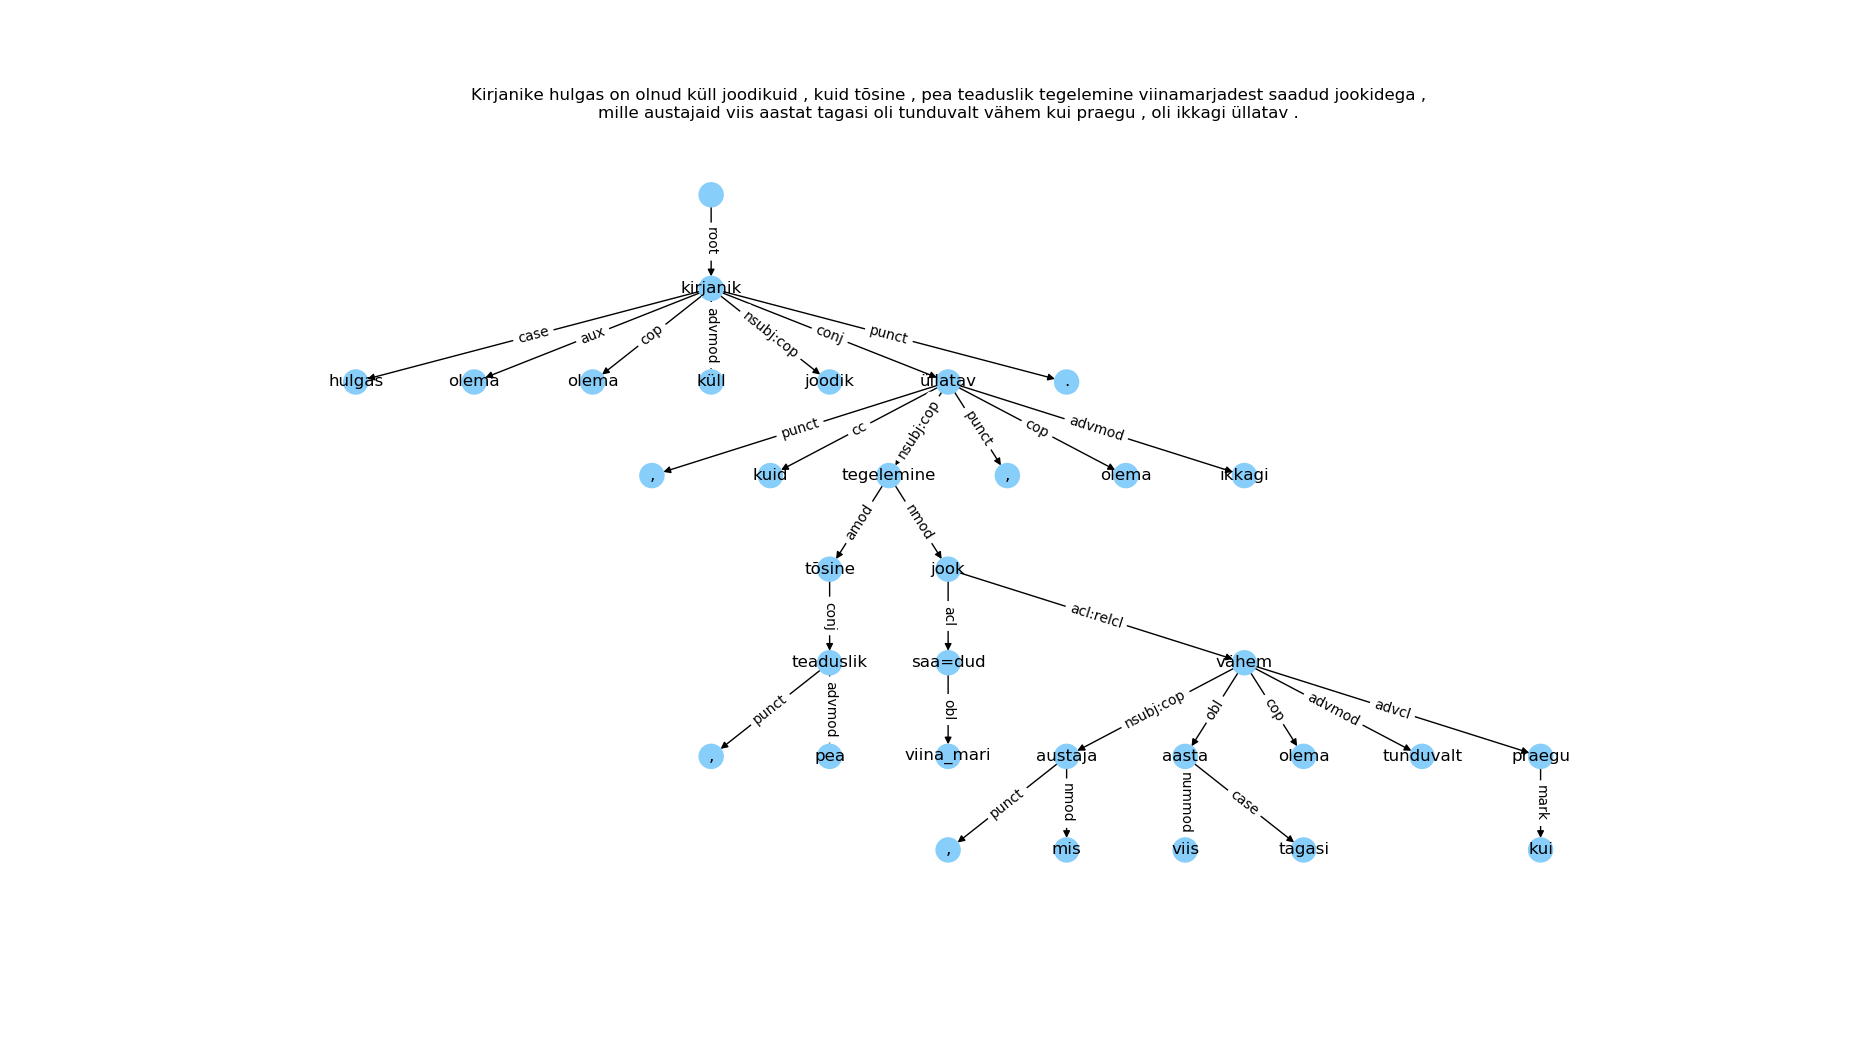 Kirjanike hulgas on olnud küll joodikuid , kuid tõsine , pea teaduslik tegelemine viinamarjadest saadud jookidega ,
mille austajaid viis aastat tagasi oli tunduvalt vähem kui praegu , oli ikkagi üllatav .
root
kirjanik
case aux cop advmod nsubj:cop conj punct
hulgas olema olema küll joodik üllatav .
punct cc nsubj:cop punct cop advmod
, kuid tegelemine , olema ikkagi
amod nmod
tõsine jook
conj acl acl:relcl
teaduslik saa=dud vähem
punct advmod obl nsubj:cop obl cop advmod advcl
, pea viina_mari austaja aasta olema tunduvalt praegu
punct nmod nummod case mark
, mis viis tagasi kui